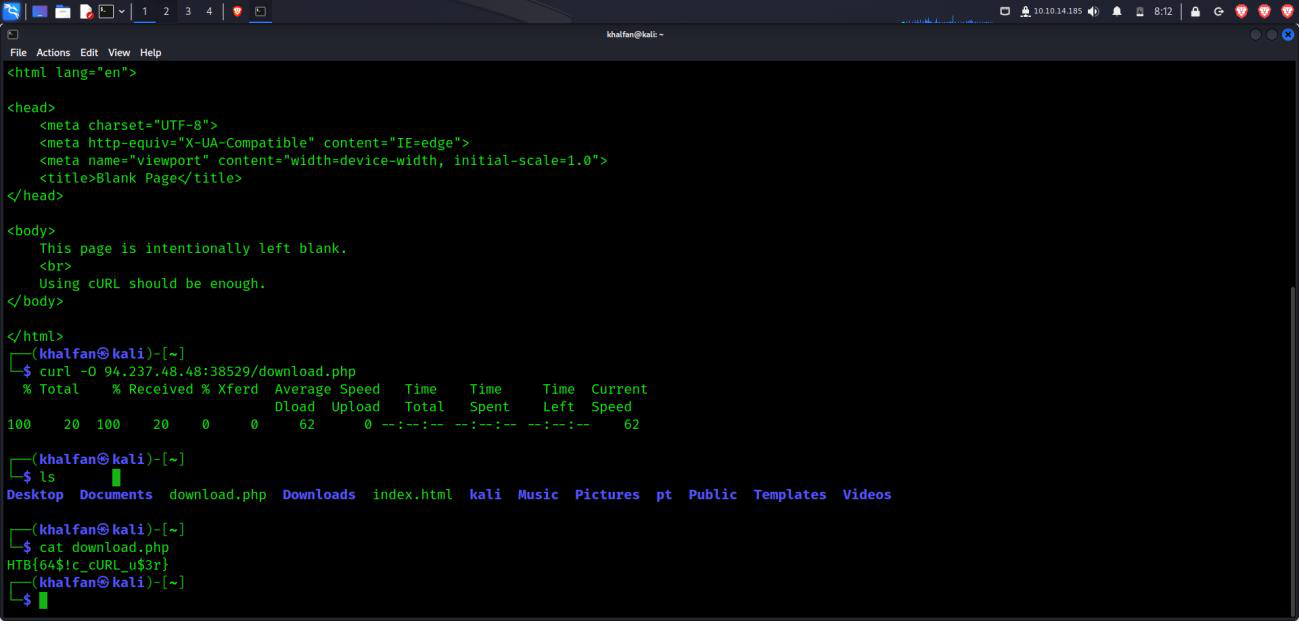 1 2 3 4
10.10.14.185 8:12
khalfan@kali: ~
File Actions Edit View Help
<html lang="en">
<head>
<meta charset="UTF-8">
<meta http-equiv="X-UA-Compatible" content="IE=edge">
<meta name="viewport" content="width=device-width, initial-scale=1.0">
<title>Blank Page</title>
</head>
<body>
This page is intentionally left blank.
<br>
Using cURL should be enough.
</body>
</html>
┌──(khalfan㉿kali)-[~]
└─$ curl -O 94.237.48.48:38529/download.php
% Total % Received % Xferd Average Speed Time Time Time Current
Dload Upload Total Spent Left Speed
100 20 100 20 0 0 62 0 --:--:-- --:--:-- --:--:-- 62
┌──(khalfan㉿kali)-[~]
└─$ ls
Desktop Documents download.php Downloads index.html kali Music Pictures pt Public Templates Videos
┌──(khalfan㉿kali)-[~]
└─$ cat download.php
HTB{64$!c_cURL_u$3r}
┌──(khalfan㉿kali)-[~]
└─$